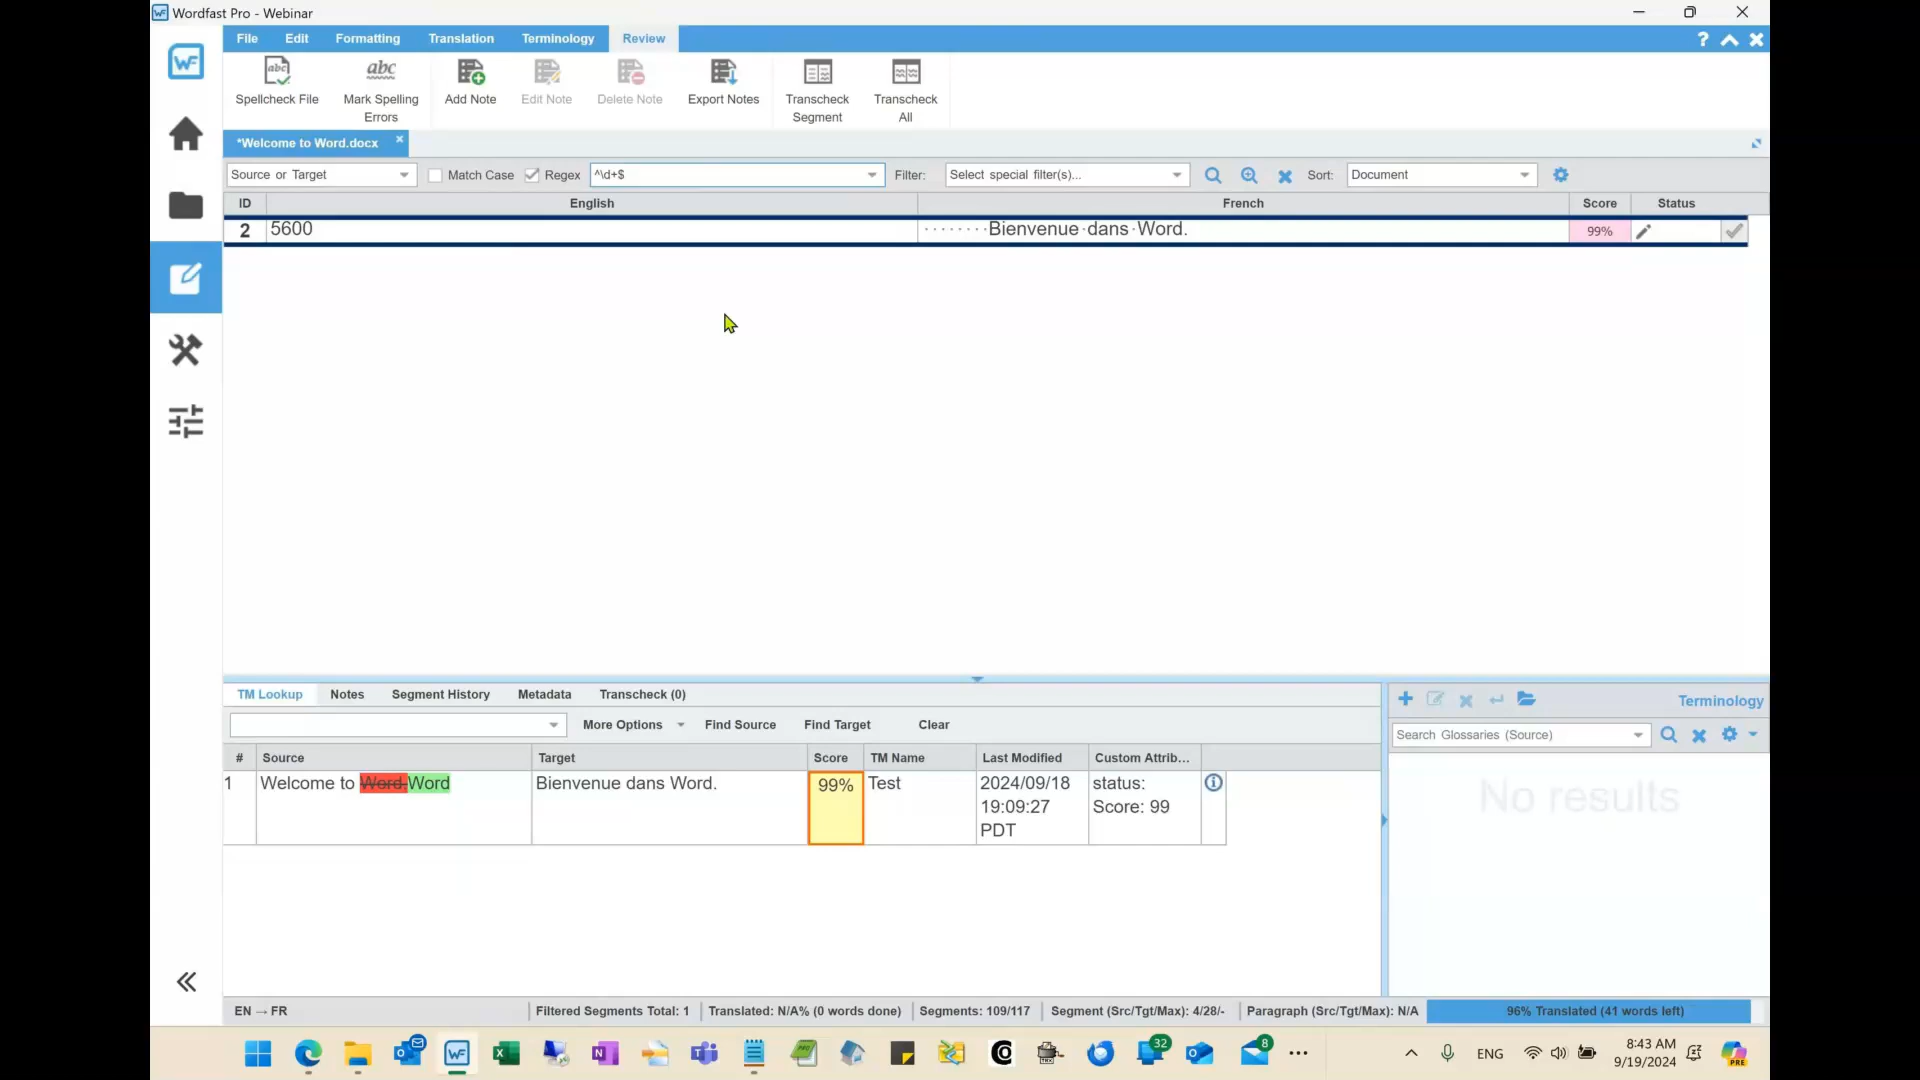 Wordfast Pro - Webinar
File Edit Formatting Translation Terminology Review
Spellcheck File
Mark Spelling Errors
Add Note
Edit Note
Delete Note
Export Notes
Transcheck Segment
Transcheck All
*Welcome to Word.docx
Source or Target Match Case Regex ^\d+$ Filter: Select special filter(s)... Sort: Document
ID English French Score Status
2 5600 ········Bienvenue·dans·Word. 99%
TM Lookup Notes Segment History Metadata Transcheck (0)
Terminology
More Options Find Source Find Target Clear
Search Glossaries (Source)
# Source Target Score TM Name Last Modified Custom Attrib...
1 Welcome to Word.Word Bienvenue dans Word. 99% Test 2024/09/18 status:
19:09:27 Score: 99
PDT
No results
EN → FR Filtered Segments Total: 1 Translated: N/A% (0 words done) Segments: 109/117 Segment (Src/Tgt/Max): 4/28/- Paragraph (Src/Tgt/Max): N/A 96% Translated (41 words left)
32 8 ENG 8:43 AM
9/19/2024
PRE